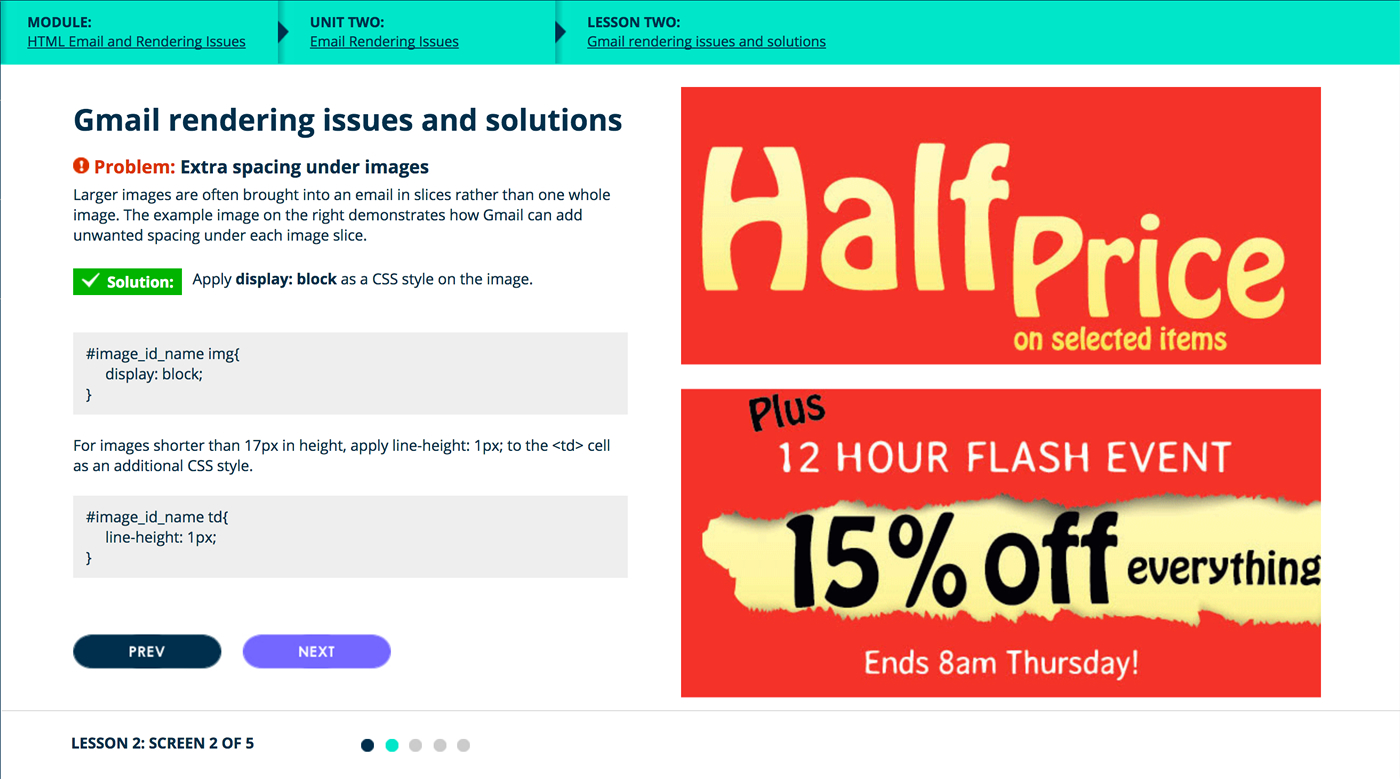 MODULE:
HTML Email and Rendering Issues
UNIT TWO:
Email Rendering Issues
LESSON TWO:
Gmail rendering issues and solutions
Gmail rendering issues and solutions
Problem: Extra spacing under images
Larger images are often brought into an email in slices rather than one whole
image. The example image on the right demonstrates how Gmail can add
unwanted spacing under each image slice.
Solution: Apply display: block as a CSS style on the image.
#image_id_name img{
display: block;
}
For images shorter than 17px in height, apply line-height: 1px; to the <td> cell
as an additional CSS style.
#image_id_name td{
line-height: 1px;
}
PREV
NEXT
Half
Price
on selected items
Plus
12 HOUR FLASH EVENT
15% off everything
Ends 8am Thursday!
LESSON 2: SCREEN 2 OF 5